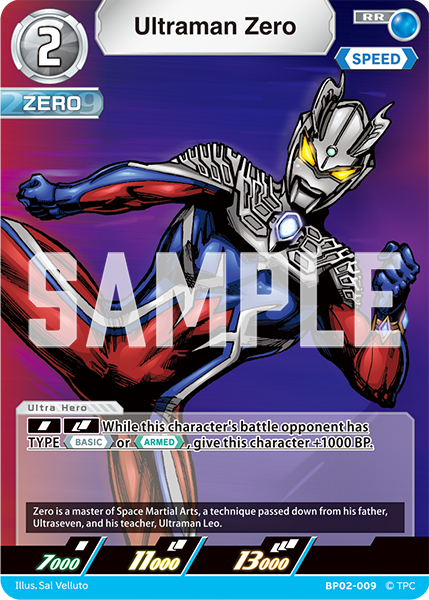 2
Ultraman Zero
RR
SPEED
ZERO
SAMPLE
Ultra Hero
While this character's battle opponent has
TYPE BASIC or ARMED, give this character +1000 BP.
Zero is a master of Space Martial Arts, a technique passed down from his father,
Ultraseven, and his teacher, Ultraman Leo.
7000 11000 13000
Illus. Sal Velluto BP02-009 © TPC